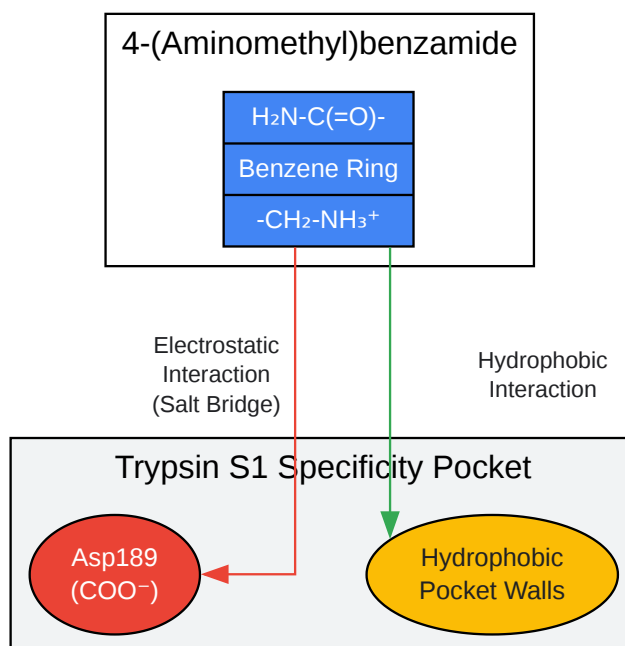 4-(Aminomethyl)benzamide
H₂N-C(=O)-
Benzene Ring
-CH₂-NH₃⁺
Electrostatic
Interaction
(Salt Bridge)
Hydrophobic
Interaction
Trypsin S1 Specificity Pocket
Asp189
(COO⁻)
Hydrophobic
Pocket Walls